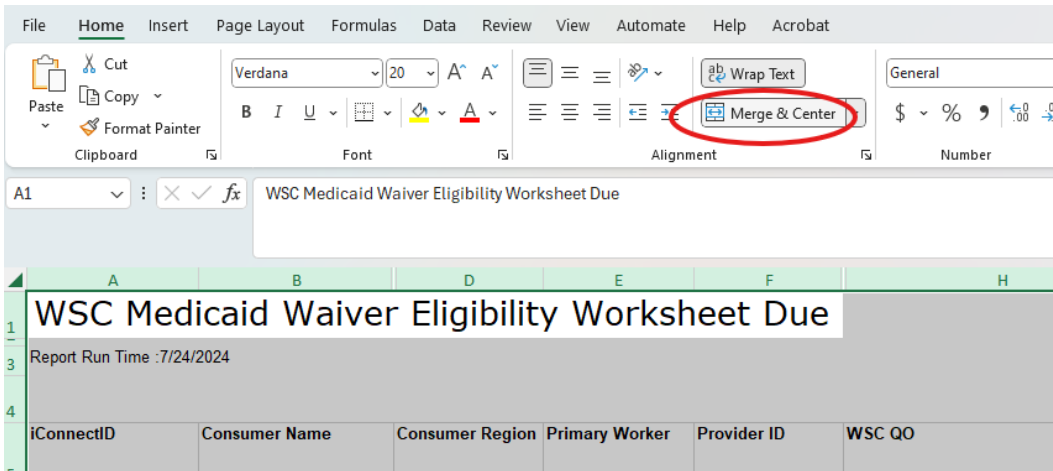 File Home Insert Page Layout Formulas Data Review View Automate Help Acrobat
Cut
Copy
Format Painter
Paste
Clipboard
Verdana 20 A A
B I U A
Font
ab Wrap Text
Merge & Center
Alignment
General
$ % 9 .00
Number
A1 fx WSC Medicaid Waiver Eligibility Worksheet Due
A B D E F H
1 WSC Medicaid Waiver Eligibility Worksheet Due
3 Report Run Time :7/24/2024
4
iConnectID Consumer Name Consumer Region Primary Worker Provider ID WSC QO